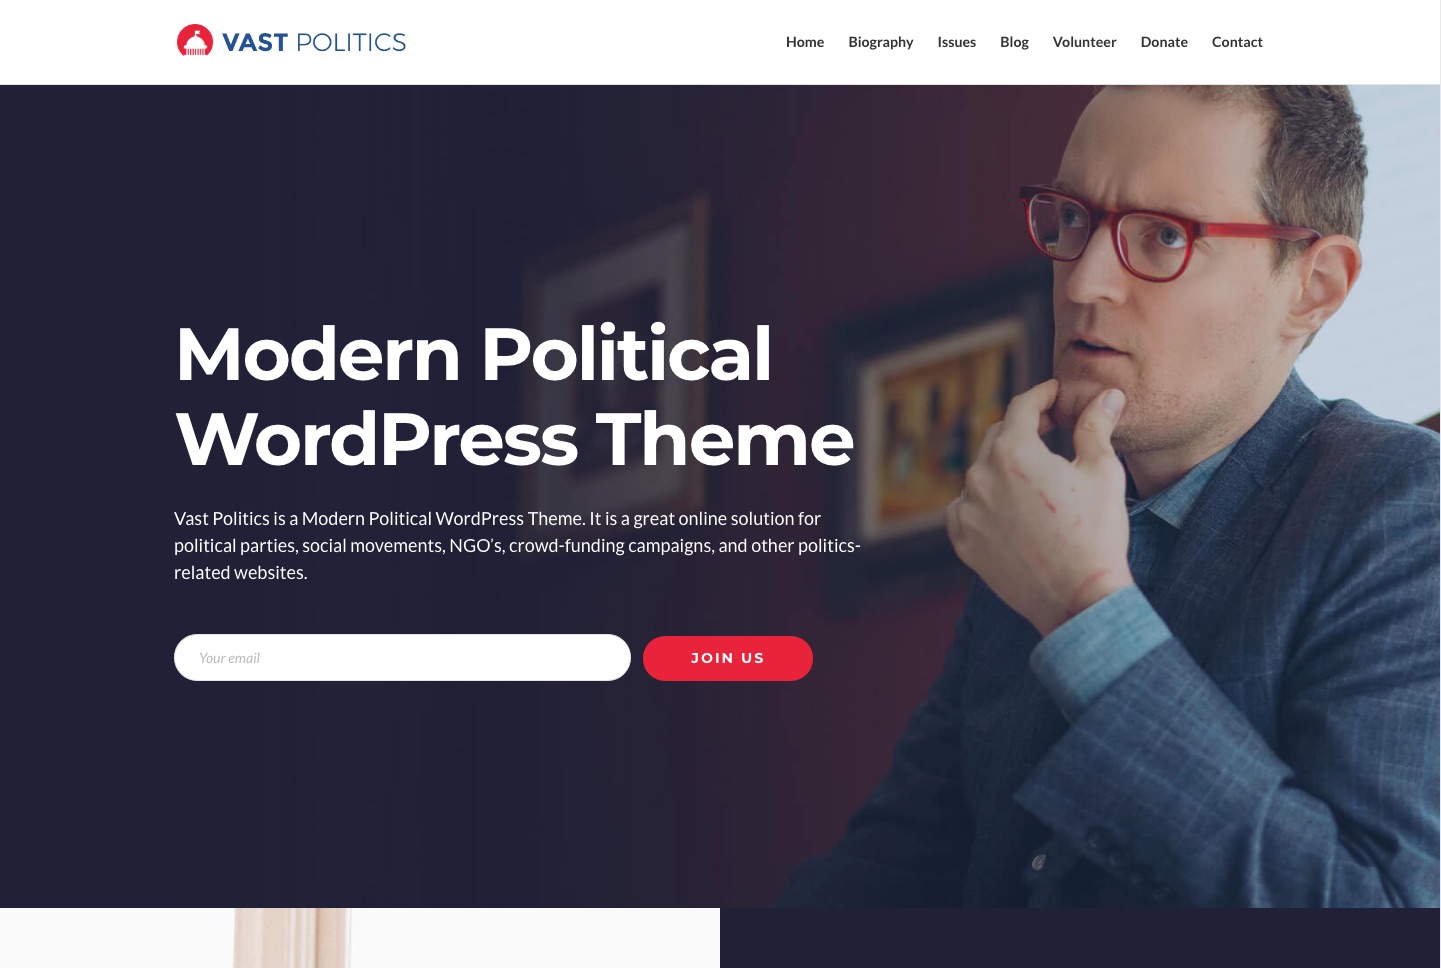 VAST POLITICS
Home Biography Issues Blog Volunteer Donate Contact
Modern Political
WordPress Theme
Vast Politics is a Modern Political WordPress Theme. It is a great online solution for
political parties, social movements, NGO’s, crowd-funding campaigns, and other politics-
related websites.
Your email
JOIN US